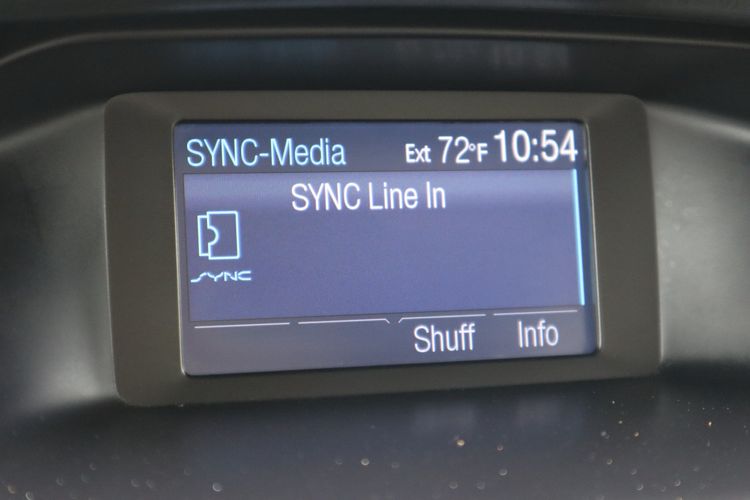 SYNC-Media Ext 72°F 10:54
SYNC Line In
SYNC
Shuff Info